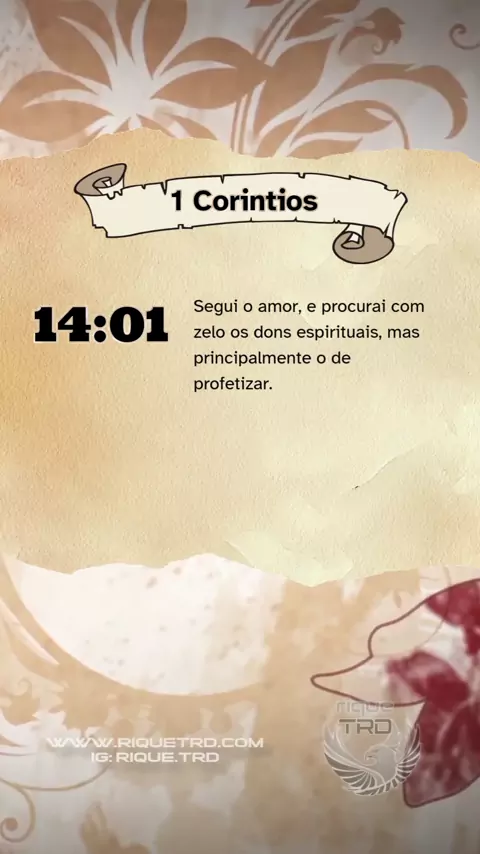 1 Corintios
14:01
Segui o amor, e procurai com
zelo os dons espirituais, mas
principalmente o de
profetizar.
WWW.RIQUETRD.COM
IG: RIQUE.TRD
rique
TRD